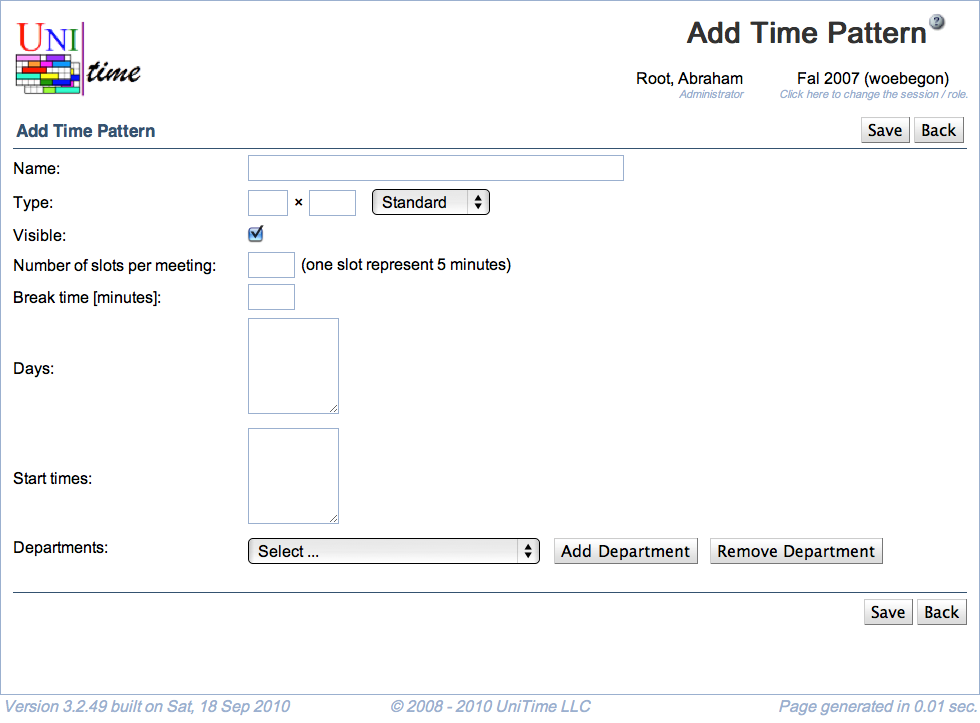 UNI
time
Add Time Pattern ?
Root, Abraham Fal 2007 (woebegon)
Administrator Click here to change the session / role.
Add Time Pattern Save Back
Name:
Type: × Standard
Visible:
Number of slots per meeting: (one slot represent 5 minutes)
Break time [minutes]:
Days:
Start times:
Departments: Select ... Add Department Remove Department
Save Back
Version 3.2.49 built on Sat, 18 Sep 2010 © 2008 - 2010 UniTime LLC Page generated in 0.01 sec.